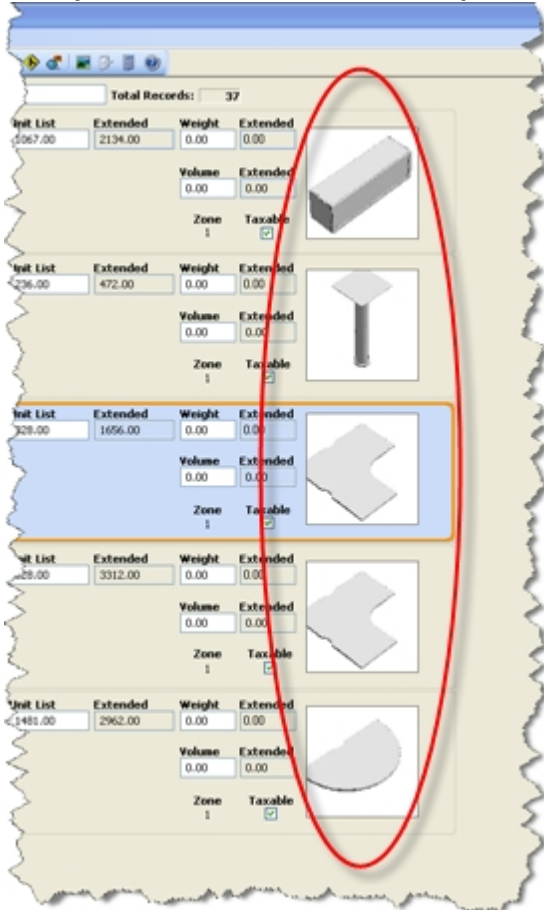 Total Records: 37
Unit List Extended Weight Extended
1067.00 2134.00 0.00 0.00
Volume Extended
0.00 0.00
Zone Taxable
1
Unit List Extended Weight Extended
236.00 472.00 0.00 0.00
Volume Extended
0.00 0.00
Zone Taxable
1
Unit List Extended Weight Extended
828.00 1656.00 0.00 0.00
Volume Extended
0.00 0.00
Zone Taxable
1
Unit List Extended Weight Extended
828.00 3312.00 0.00 0.00
Volume Extended
0.00 0.00
Zone Taxable
1
Unit List Extended Weight Extended
1481.00 2962.00 0.00 0.00
Volume Extended
0.00 0.00
Zone Taxable
1